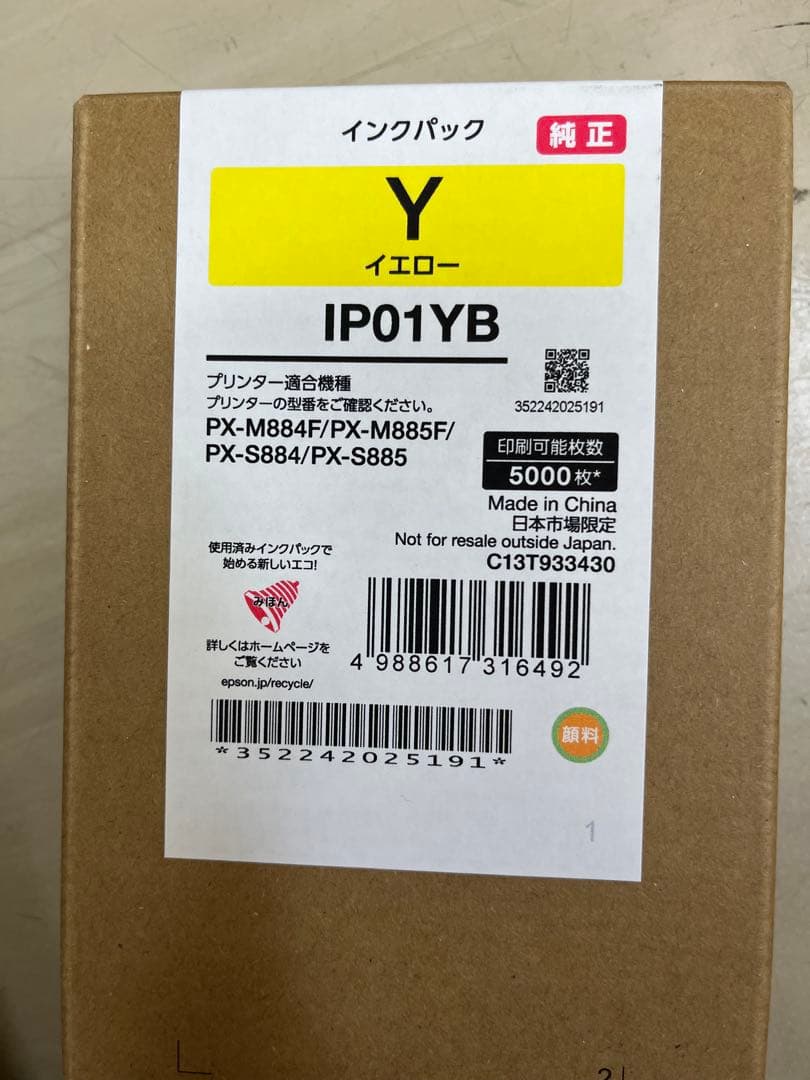 インクパック
純正
Y
イエロー
IP01YB
プリンター適合機種
プリンターの型番をご確認ください。
PX-M884F/PX-M885F/
PX-S884/PX-S885
352242025191
印刷可能枚数
5000枚*
Made in China
日本市場限定
Not for resale outside Japan.
C13T933430
使用済みインクパックで
始める新しいエコ!
みほん
詳しくはホームページを
ご覧ください
epson.jp/recycle/
4 988617 316492
*352242025191*
顔料
1
2